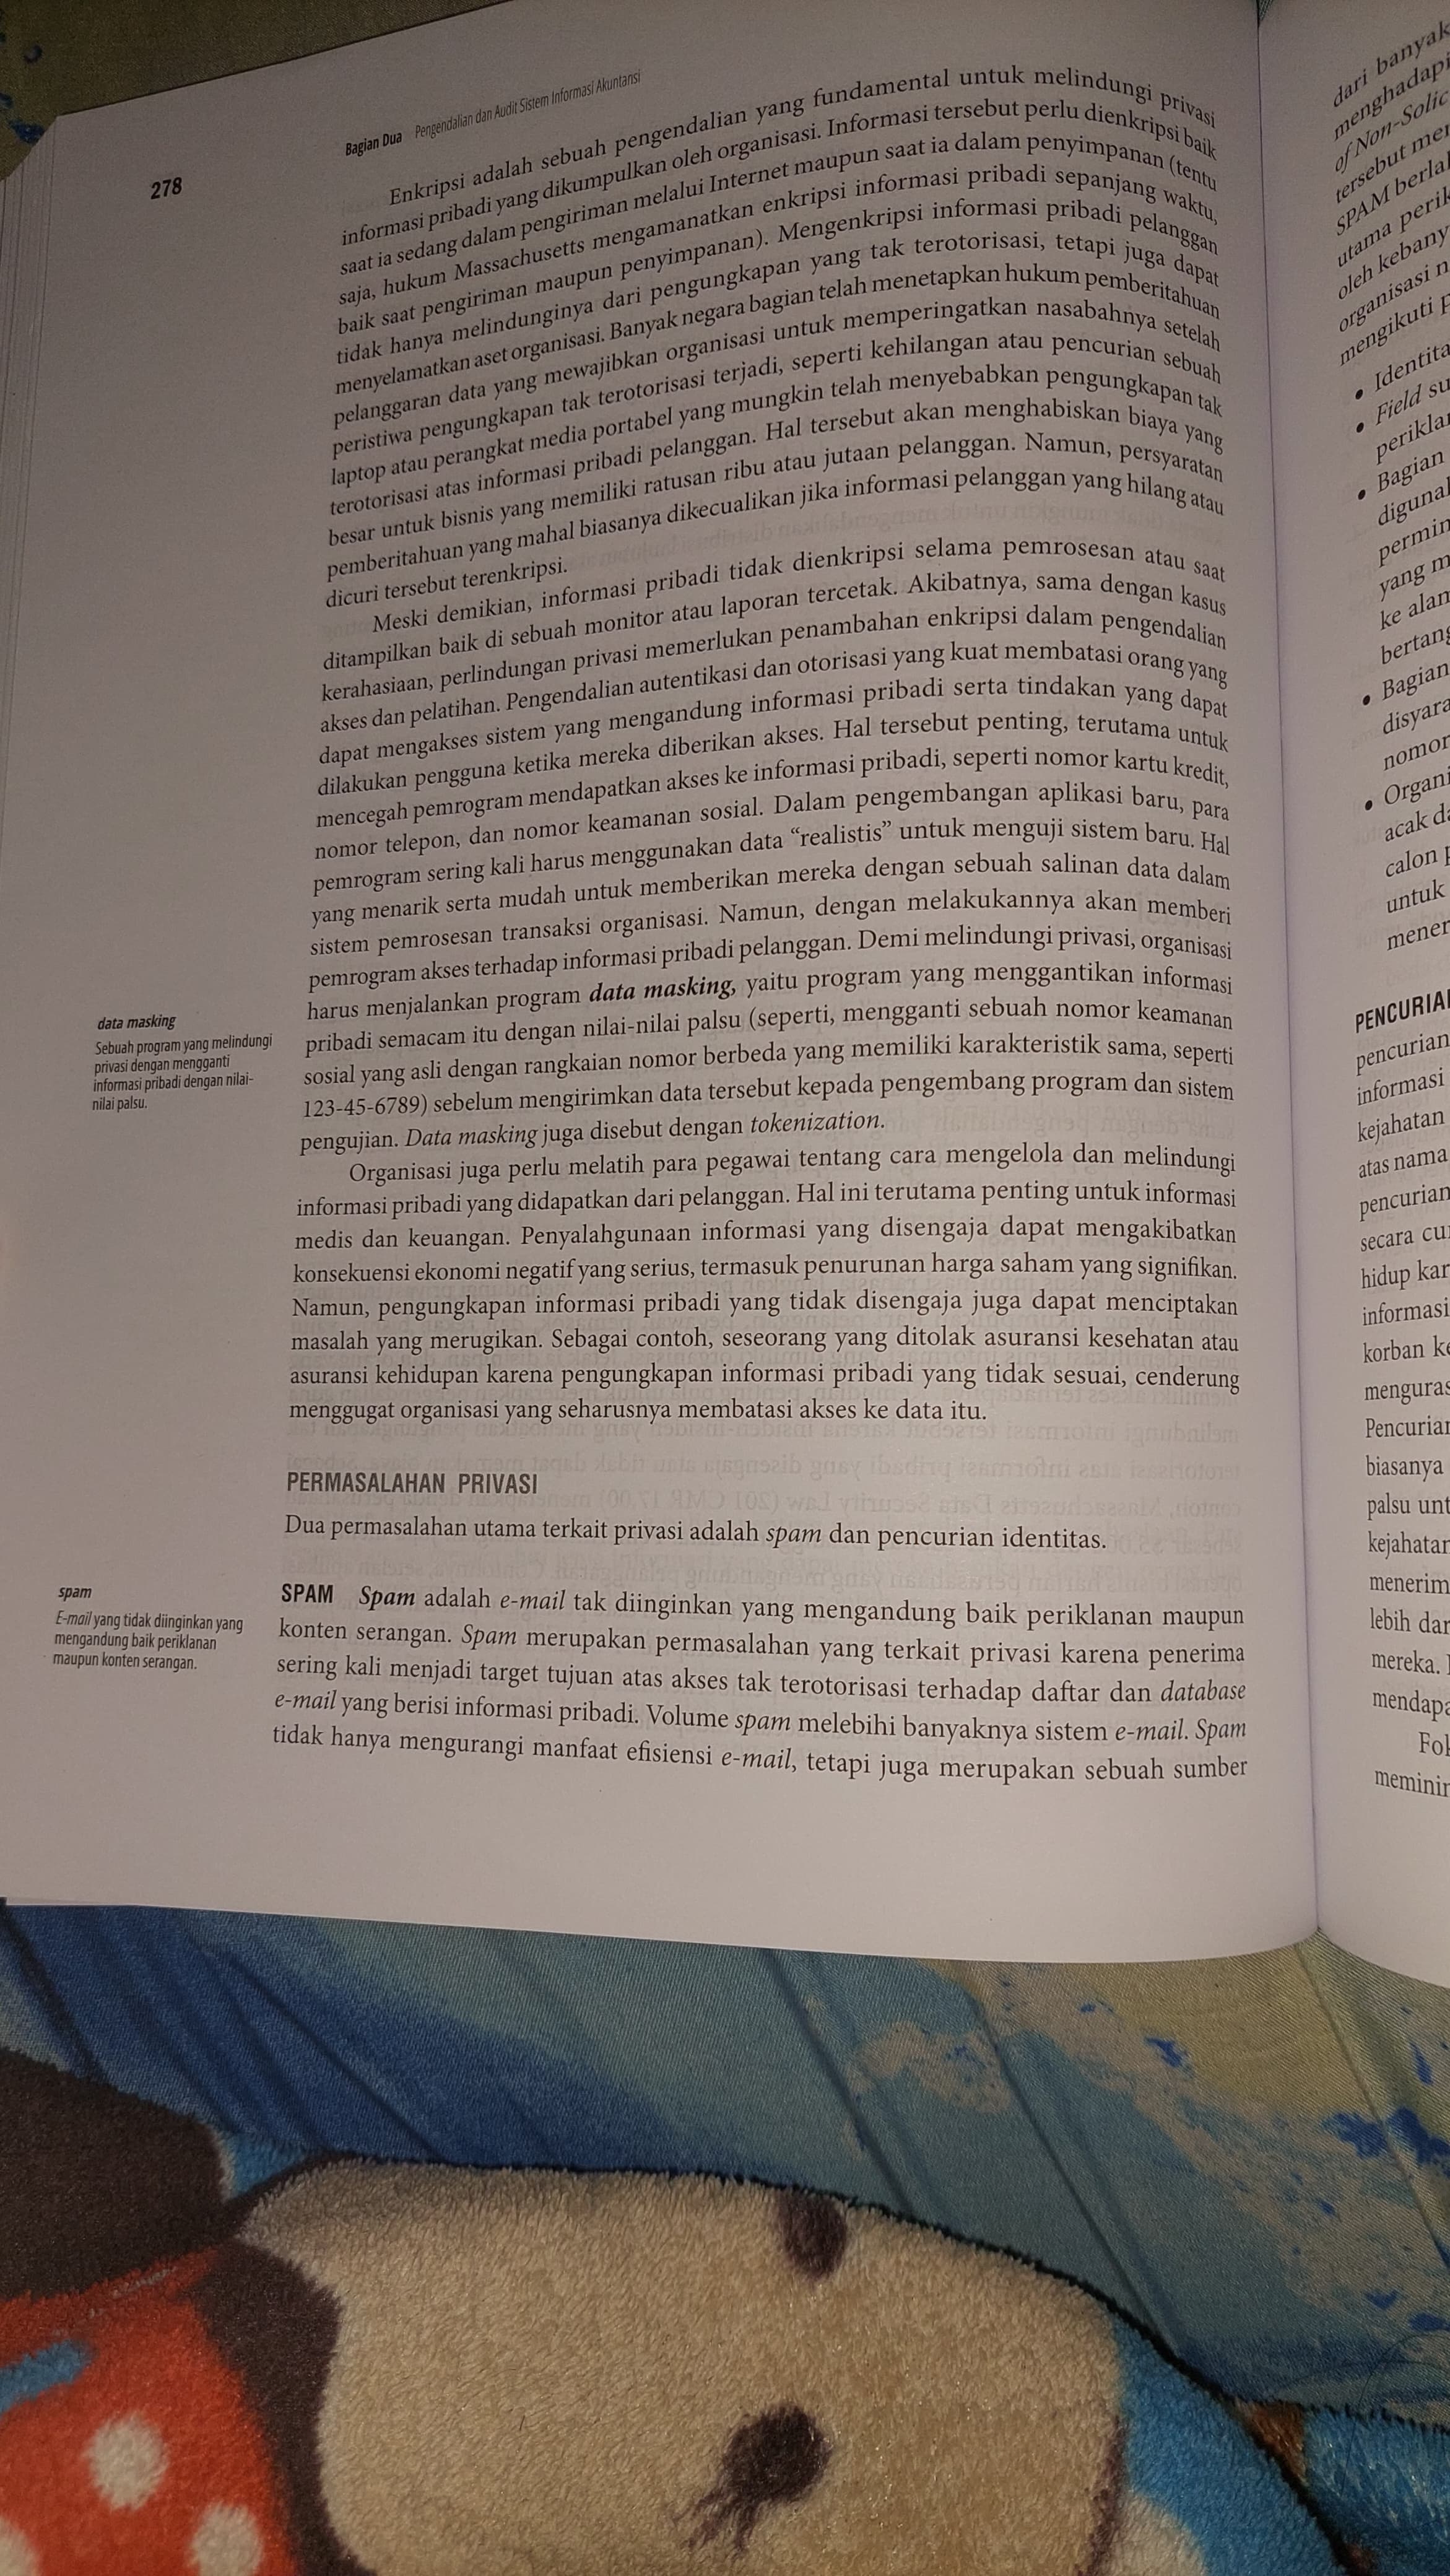 278
Bagian Dua Pengendalian dan Audit Sistem Informasi Akuntansi
Enkripsi adalah sebuah pengendalian yang fundamental untuk melindungi privasi
informasi pribadi yang dikumpulkan oleh organisasi. Informasi tersebut perlu dienkripsi baik
saat ia sedang dalam pengiriman melalui Internet maupun saat ia dalam penyimpanan (tentu
saja, hukum Massachusetts mengamanatkan enkripsi informasi pribadi sepanjang waktu,
baik saat pengiriman maupun penyimpanan). Mengenkripsi informasi pribadi pelanggan
tidak hanya melindunginya dari pengungkapan yang tak terotorisasi, tetapi juga dapat
menyelamatkan aset organisasi. Banyak negara bagian telah menetapkan hukum pemberitahuan
pelanggaran data yang mewajibkan organisasi untuk memperingatkan nasabahnya setelah
peristiwa pengungkapan tak terotorisasi terjadi, seperti kehilangan atau pencurian sebuah
laptop atau perangkat media portabel yang mungkin telah menyebabkan pengungkapan tak
terotorisasi atas informasi pribadi pelanggan. Hal tersebut akan menghabiskan biaya yang
besar untuk bisnis yang memiliki ratusan ribu atau jutaan pelanggan. Namun, persyaratan
pemberitahuan yang mahal biasanya dikecualikan jika informasi pelanggan yang hilang atau
dicuri tersebut terenkripsi.
Meski demikian, informasi pribadi tidak dienkripsi selama pemrosesan atau saat
ditampilkan baik di sebuah monitor atau laporan tercetak. Akibatnya, sama dengan kasus
kerahasiaan, perlindungan privasi memerlukan penambahan enkripsi dalam pengendalian
akses dan pelatihan. Pengendalian autentikasi dan otorisasi yang kuat membatasi orang yang
dapat mengakses sistem yang mengandung informasi pribadi serta tindakan yang dapat
dilakukan pengguna ketika mereka diberikan akses. Hal tersebut penting, terutama untuk
mencegah pemrogram mendapatkan akses ke informasi pribadi, seperti nomor kartu kredit,
nomor telepon, dan nomor keamanan sosial. Dalam pengembangan aplikasi baru, para
pemrogram sering kali harus menggunakan data “realistis” untuk menguji sistem baru. Hal
yang menarik serta mudah untuk memberikan mereka dengan sebuah salinan data dalam
sistem pemrosesan transaksi organisasi. Namun, dengan melakukannya akan memberi
pemrogram akses terhadap informasi pribadi pelanggan. Demi melindungi privasi, organisasi
harus menjalankan program data masking, yaitu program yang menggantikan informasi
pribadi semacam itu dengan nilai-nilai palsu (seperti, mengganti sebuah nomor keamanan
sosial yang asli dengan rangkaian nomor berbeda yang memiliki karakteristik sama, seperti
123-45-6789) sebelum mengirimkan data tersebut kepada pengembang program dan sistem
pengujian. Data masking juga disebut dengan tokenization.
data masking
Sebuah program yang melindungi
privasi dengan mengganti
informasi pribadi dengan nilai-
nilai palsu.
Organisasi juga perlu melatih para pegawai tentang cara mengelola dan melindungi
informasi pribadi yang didapatkan dari pelanggan. Hal ini terutama penting untuk informasi
medis dan keuangan. Penyalahgunaan informasi yang disengaja dapat mengakibatkan
konsekuensi ekonomi negatif yang serius, termasuk penurunan harga saham yang signifikan.
Namun, pengungkapan informasi pribadi yang tidak disengaja juga dapat menciptakan
masalah yang merugikan. Sebagai contoh, seseorang yang ditolak asuransi kesehatan atau
asuransi kehidupan karena pengungkapan informasi pribadi yang tidak sesuai, cenderung
menggugat organisasi yang seharusnya membatasi akses ke data itu.
PERMASALAHAN PRIVASI
Dua permasalahan utama terkait privasi adalah spam dan pencurian identitas.
spam
E-mail yang tidak diinginkan yang
mengandung baik periklanan
maupun konten serangan.
SPAM Spam adalah e-mail tak diinginkan yang mengandung baik periklanan maupun
konten serangan. Spam merupakan permasalahan yang terkait privasi karena penerima
sering kali menjadi target tujuan atas akses tak terotorisasi terhadap daftar dan database
e-mail yang berisi informasi pribadi. Volume spam melebihi banyaknya sistem e-mail. Spam
tidak hanya mengurangi manfaat efisiensi e-mail, tetapi juga merupakan sebuah sumber
dari banyak
menghadapi
of Non-Solic
tersebut mer
SPAM berlal
utama perik
oleh kebany
organisasi n
mengikuti p
• Identita
• Field su
periklar
• Bagian
digunal
permin
yang m
ke alam
bertang
• Bagian
disyara
nomor
• Organi
acak da
calon p
untuk
mener
PENCURIAN
pencurian
informasi
kejahatan
atas nama
pencurian
secara cu
hidup kar
informasi
korban ke
menguras
Pencurian
biasanya
palsu unt
kejahatan
menerim
lebih dar
mereka.
mendapa
Fok
memini